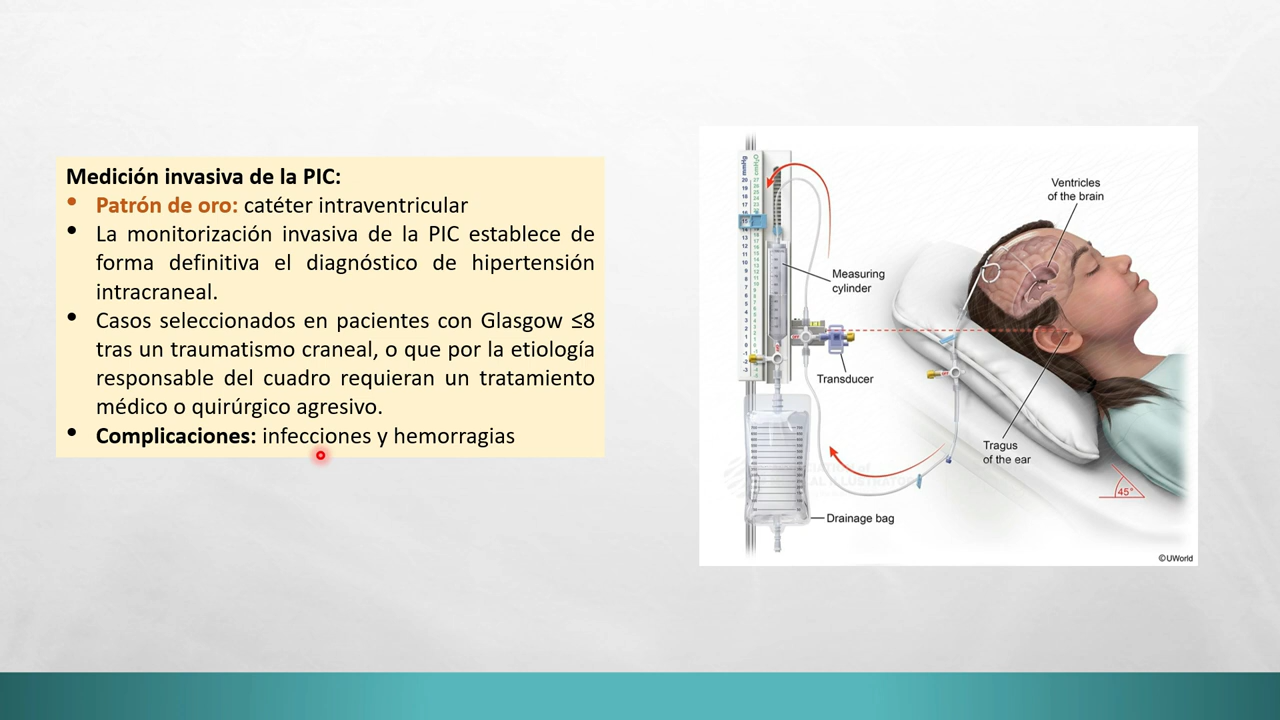 Medición invasiva de la PIC:
• Patrón de oro: catéter intraventricular
• La monitorización invasiva de la PIC establece de
forma definitiva el diagnóstico de hipertensión
intracraneal.
• Casos seleccionados en pacientes con Glasgow ≤8
tras un traumatismo craneal, o que por la etiología
responsable del cuadro requieran un tratamiento
médico o quirúrgico agresivo.
• Complicaciones: infecciones y hemorragias
mmHg
Ventricles
of the brain
Measuring
cylinder
Transducer
Tragus
of the ear
45°
Drainage bag
©UWorld